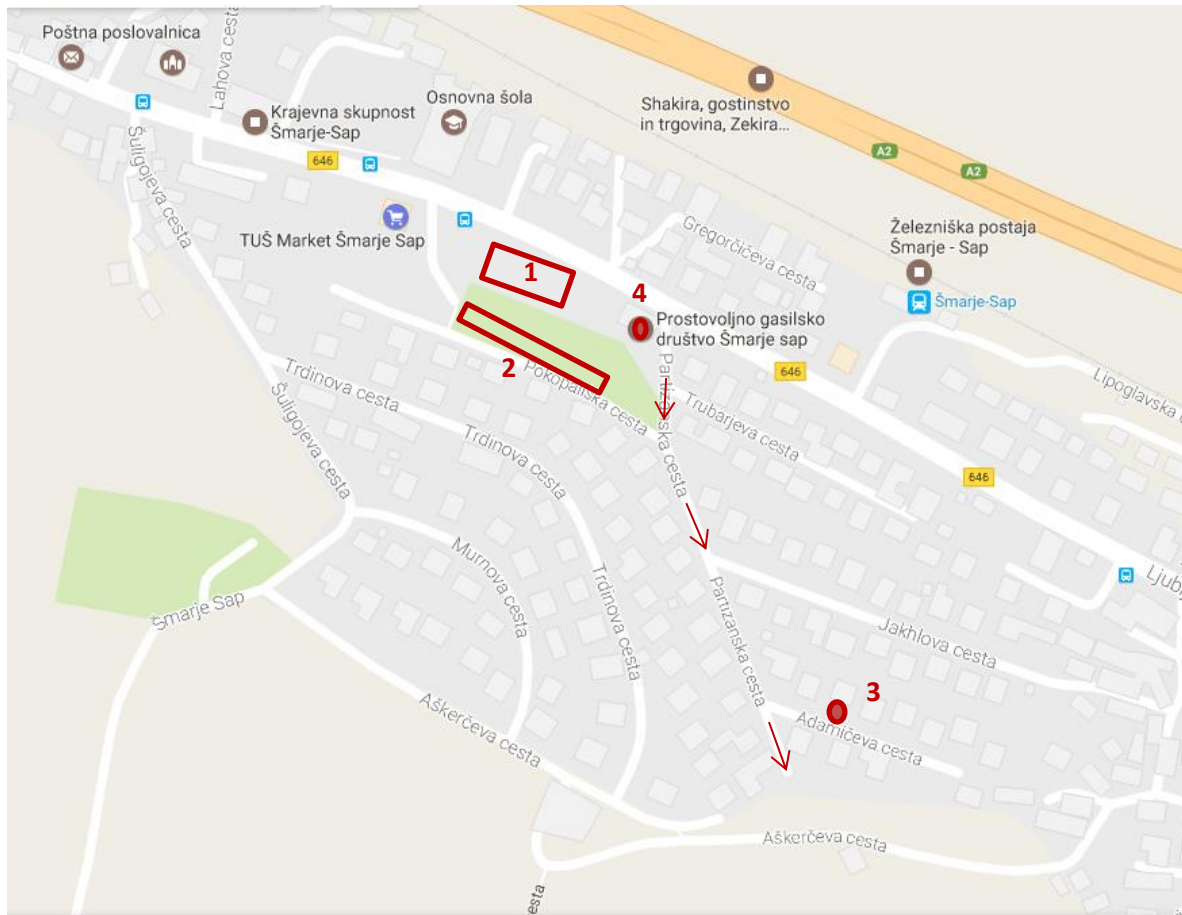 Poštna poslovalnica
Lahova cesta
Krajevna skupnost
Šmarje-Sap
Osnovna šola
Shakira, gostinstvo
in trgovina, Zekira...
A2
A2
646
Šuligojeva cesta
TUŠ Market Šmarje Sap
Gregorčičeva cesta
Železniška postaja
Šmarje - Sap
Šmarje-Sap
1
4
Prostovoljno gasilsko
društvo Šmarje sap
2
Pokopališka cesta
646
Lipoglavska
Partizanska cesta
Trubarjeva cesta
Trdinova cesta
Šuligojeva cesta
Trdinova cesta
646
Murnova cesta
Trdinova cesta
Partizanska cesta
Jakhlova cesta
Šmarje Sap
3
Adamičeva cesta
Aškerčeva cesta
Aškerčeva cesta